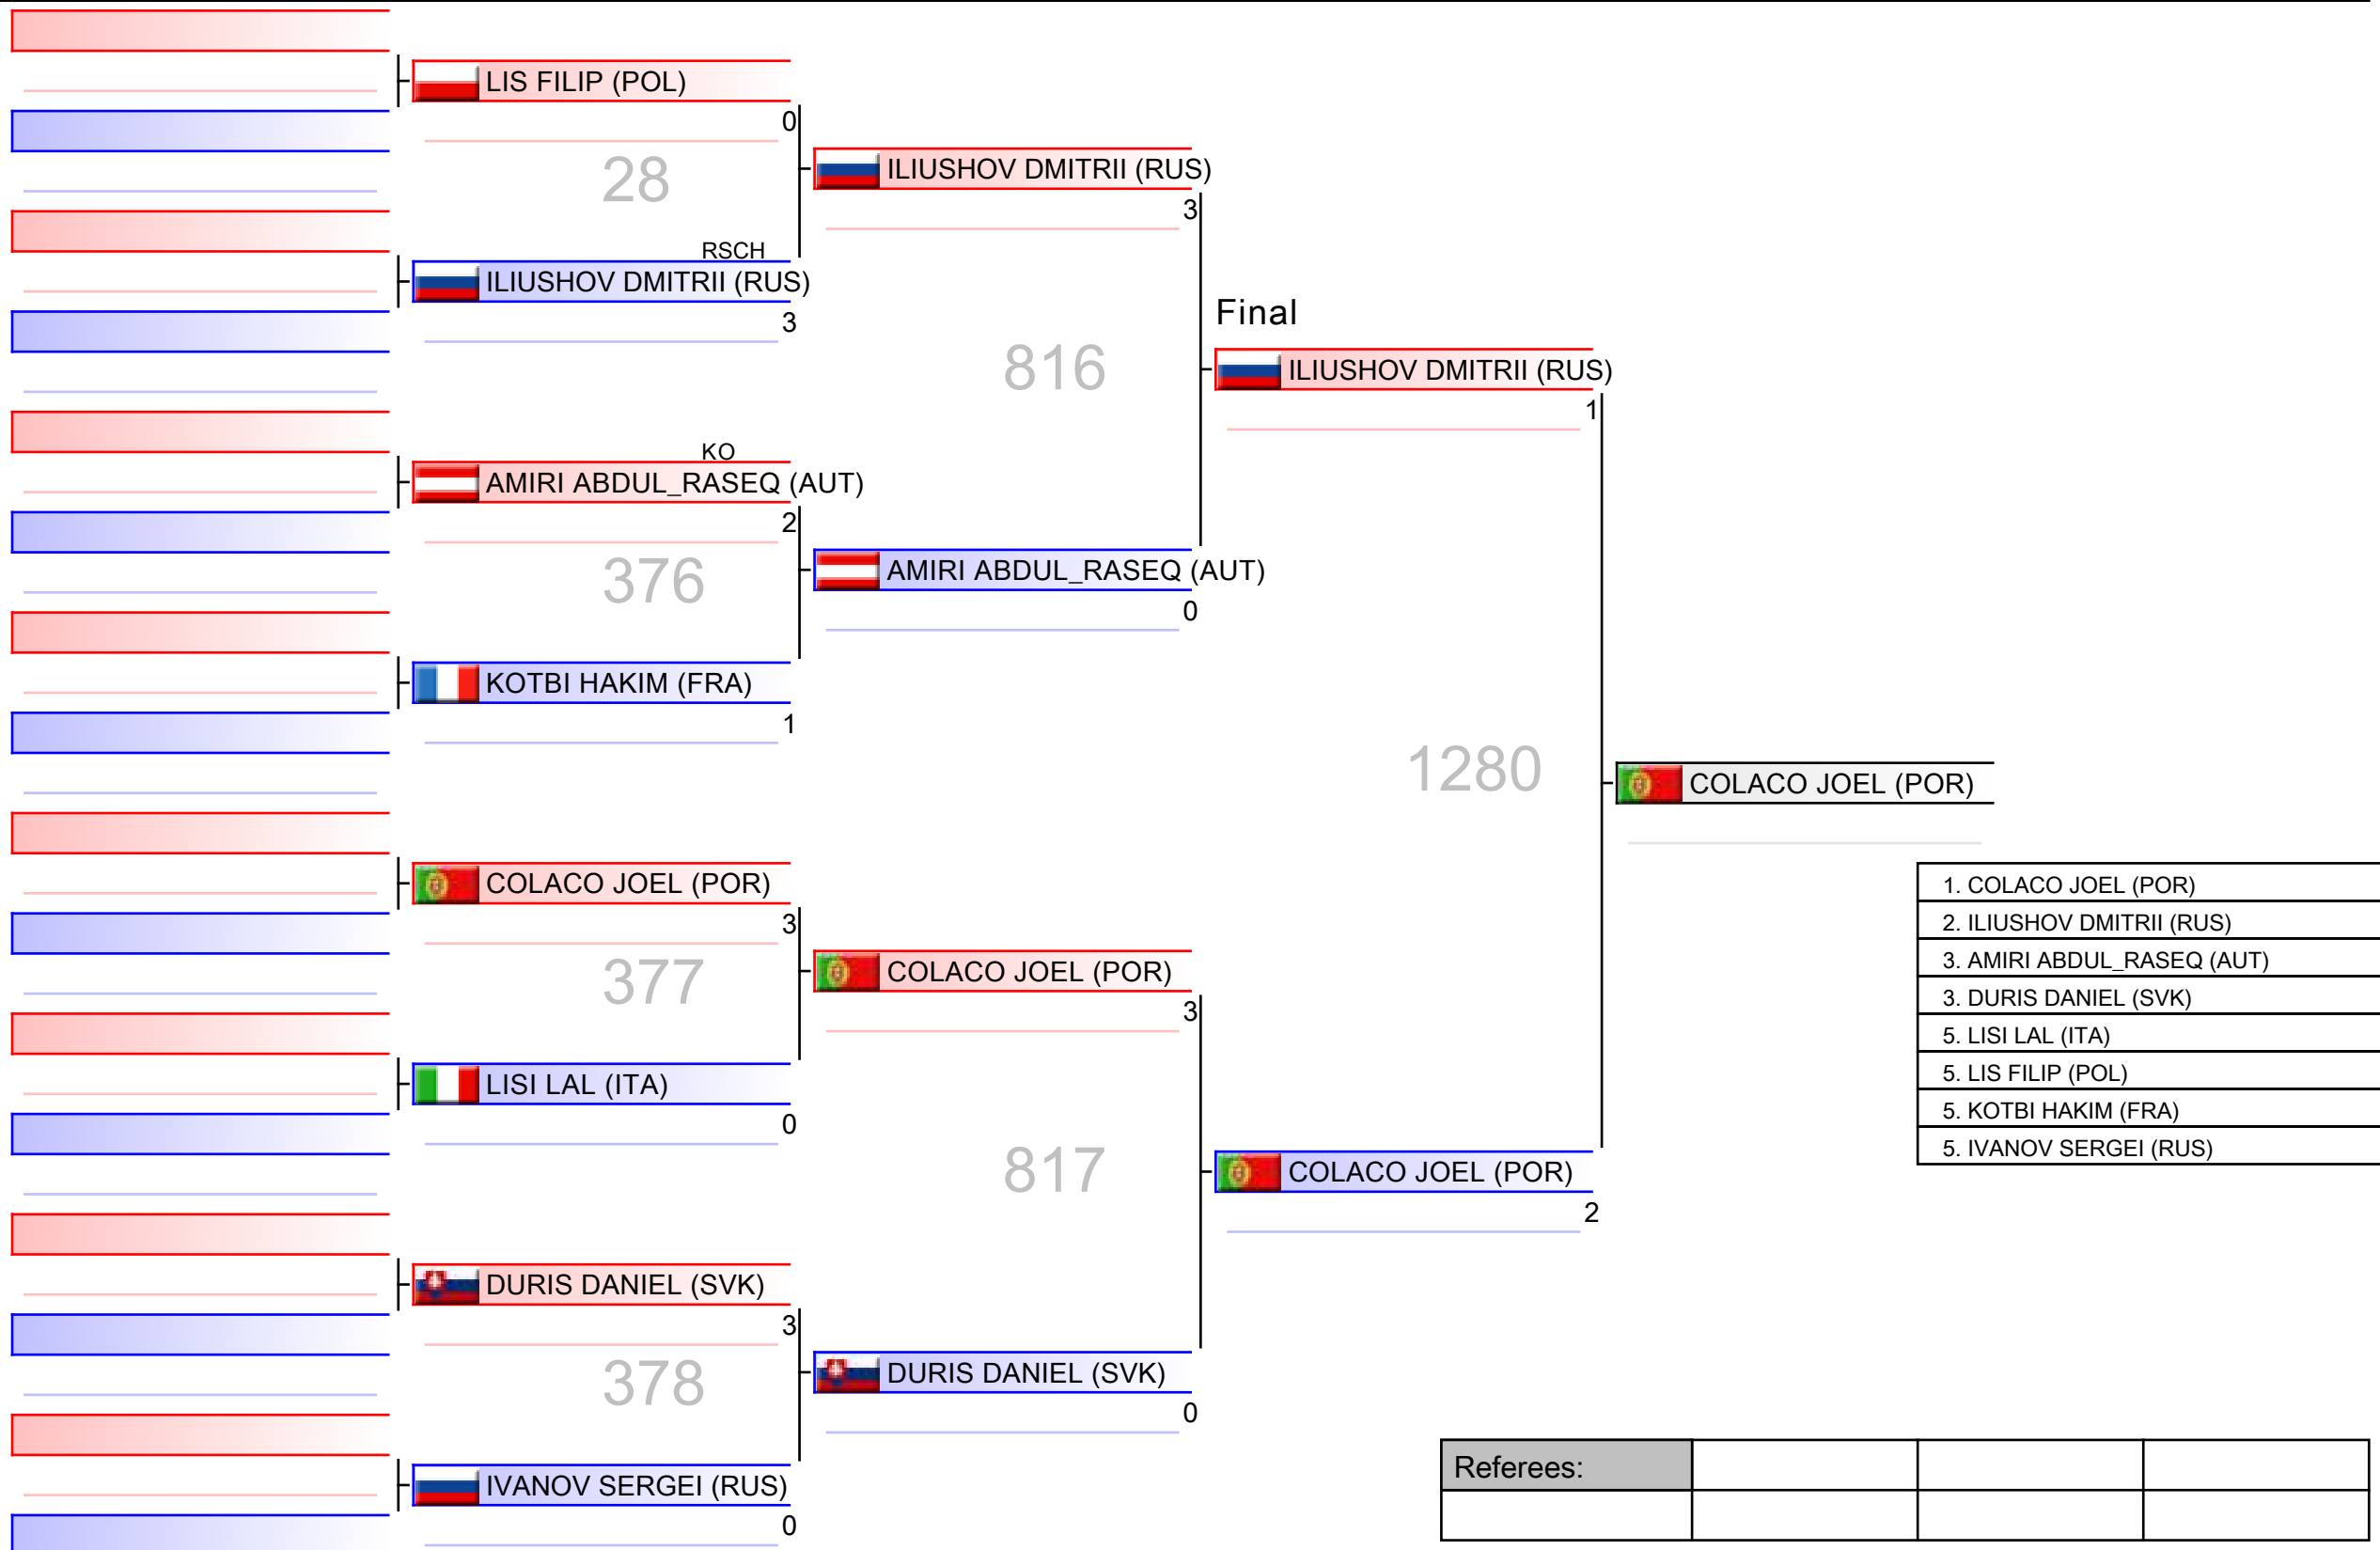 LIS FILIP (POL)
0
28
RSCH
ILIUSHOV DMITRII (RUS)
3
KO
AMIRI ABDUL_RASEQ (AUT)
2
376
KOTBI HAKIM (FRA)
1
COLACO JOEL (POR)
3
377
LISI LAL (ITA)
0
DURIS DANIEL (SVK)
3
378
IVANOV SERGEI (RUS)
0
ILIUSHOV DMITRII (RUS)
3
816
AMIRI ABDUL_RASEQ (AUT)
0
COLACO JOEL (POR)
3
817
DURIS DANIEL (SVK)
0
Final
ILIUSHOV DMITRII (RUS)
1
1280
COLACO JOEL (POR)
2
COLACO JOEL (POR)
1. COLACO JOEL (POR)
2. ILIUSHOV DMITRII (RUS)
3. AMIRI ABDUL_RASEQ (AUT)
3. DURIS DANIEL (SVK)
5. LISI LAL (ITA)
5. LIS FILIP (POL)
5. KOTBI HAKIM (FRA)
5. IVANOV SERGEI (RUS)
Referees: